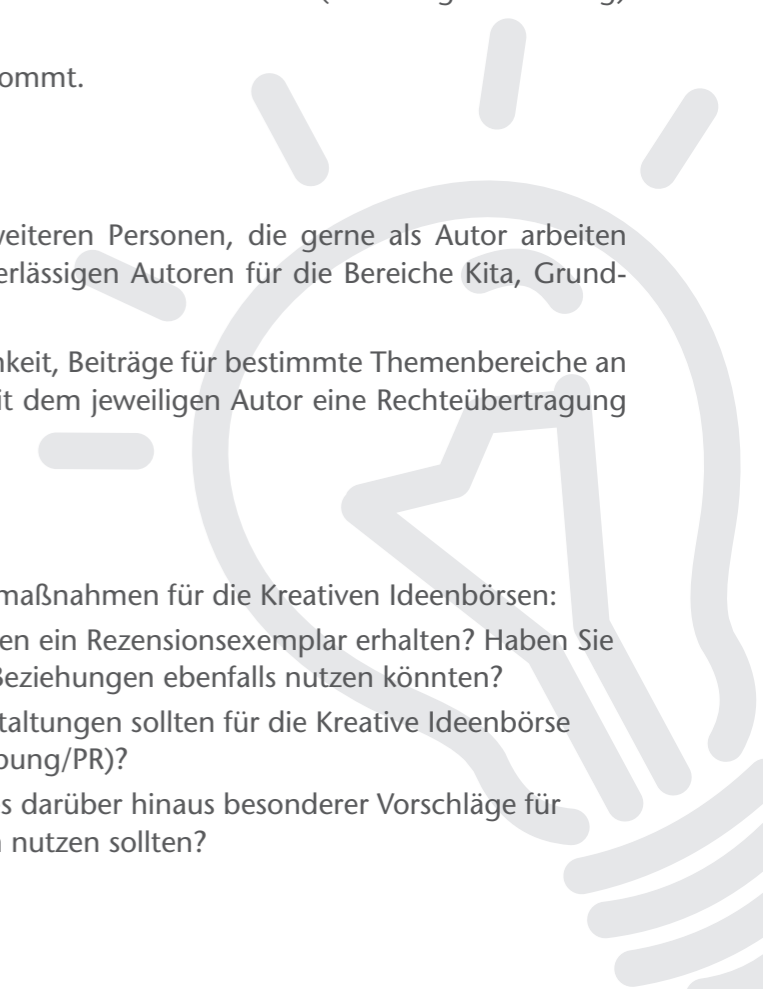 ommt.
weiteren Personen, die gerne als Autor arbeiten
erlässigen Autoren für die Bereiche Kita, Grund-
keit, Beiträge für bestimmte Themenbereiche an
it dem jeweiligen Autor eine Rechteübertragung
maßnahmen für die Kreativen Ideenbörsen:
en ein Rezensionsexemplar erhalten? Haben Sie
Beziehungen ebenfalls nutzen könnten?
taltungen sollten für die Kreative Ideenbörse
bung/PR)?
s darüber hinaus besonderer Vorschläge für
nutzen sollten?